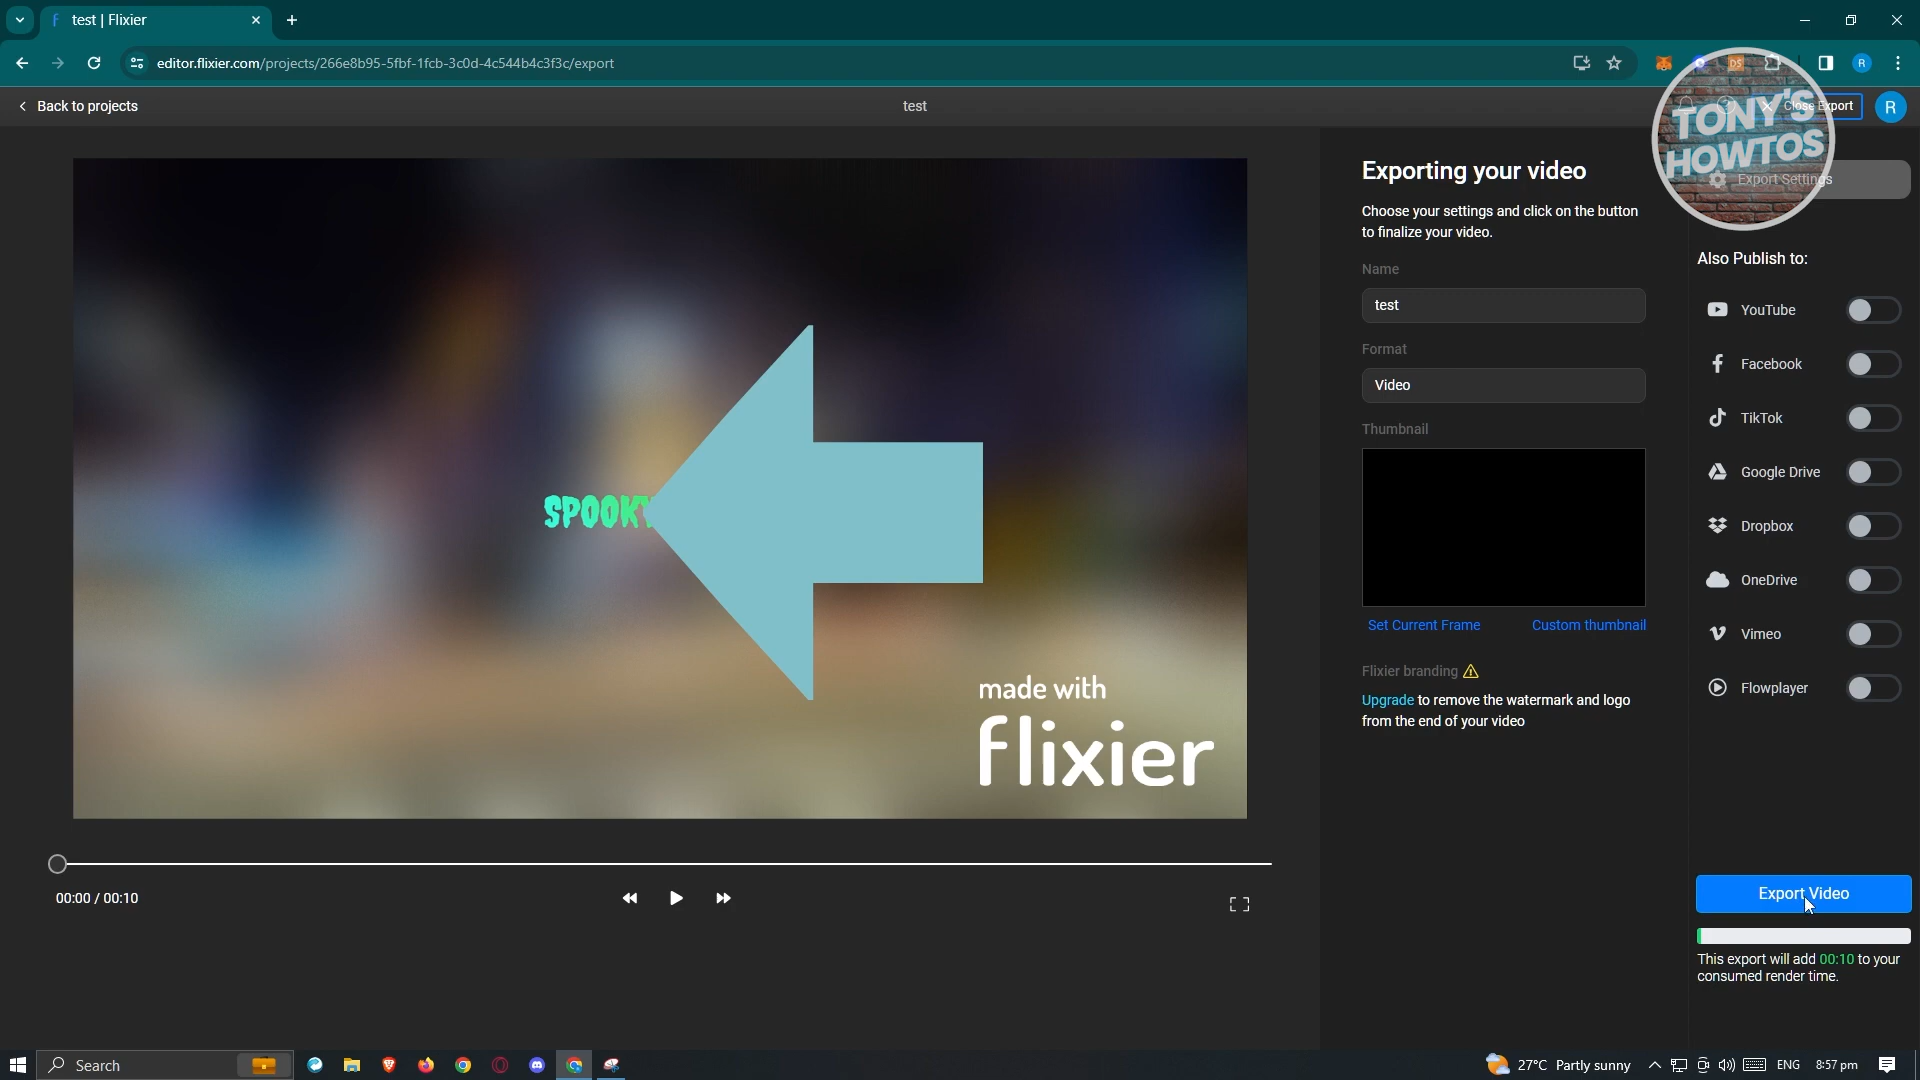 test | Flixier
editor.flixier.com/projects/266e8b95-5fbf-1fcb-3c0d-4c544b4c3f3c/export
DS
R
Back to projects
test
Close Export
R
TONY'S
HOWTOS
Export Settings
Exporting your video
Choose your settings and click on the button
to finalize your video.
Name
test
Format
Video
Thumbnail
Set Current Frame
Custom thumbnail
Flixier branding
Upgrade to remove the watermark and logo
from the end of your video
Also Publish to:
YouTube
Facebook
TikTok
Google Drive
Dropbox
OneDrive
Vimeo
Flowplayer
SPOOKY
made with
flixier
00:00 / 00:10
Export Video
This export will add 00:10 to your
consumed render time.
Search
27°C Partly sunny
ENG
8:57 pm